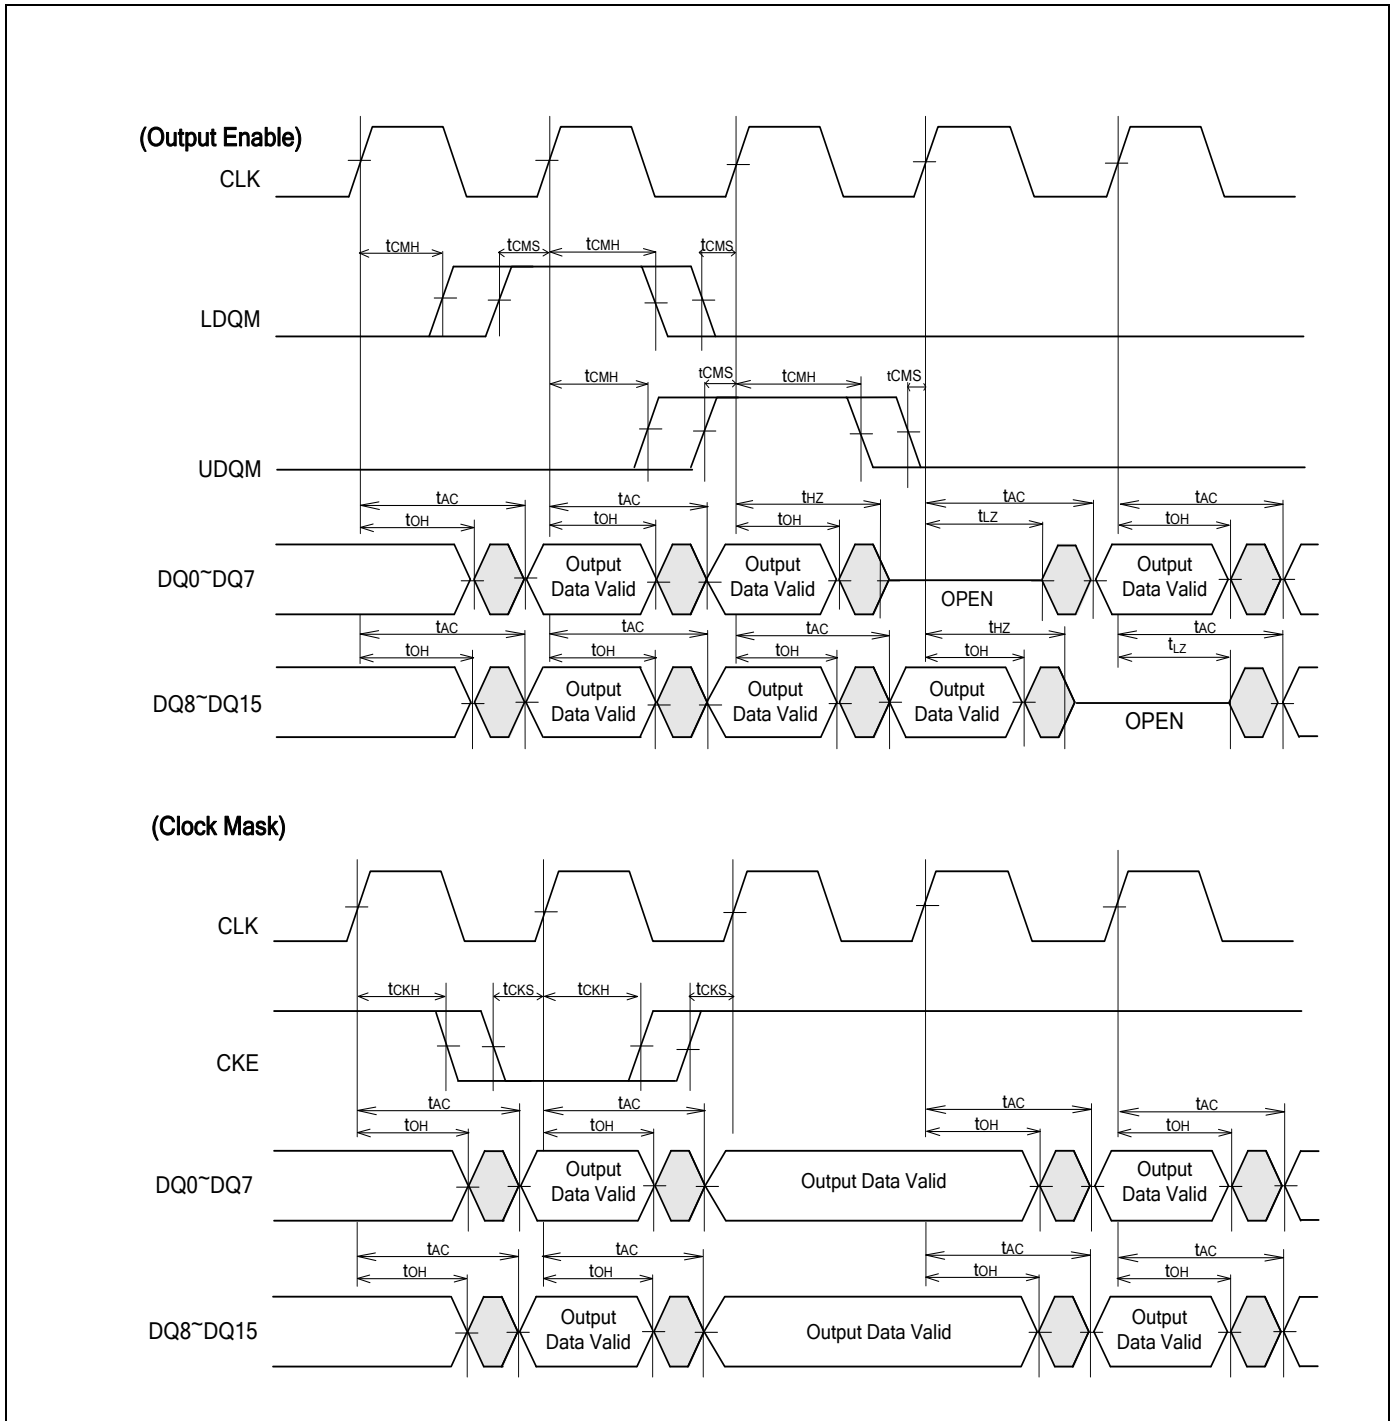 (Output Enable)
CLK
tCMH tCMS tCMH tCMS
LDQM
tCMH tCMS tCMH tCMS
UDQM
tAC tAC tHZ tAC tAC
tOH tOH tOH tLZ tOH
DQ0~DQ7
Output Data Valid
Output Data Valid
OPEN
Output Data Valid
tAC tAC tAC tHZ tAC
tOH tOH tOH tOH tLZ
DQ8~DQ15
Output Data Valid
Output Data Valid
Output Data Valid
OPEN
(Clock Mask)
CLK
tCKH tCKS tCKH tCKS
CKE
tAC tAC tAC tAC
tOH tOH tOH tOH
DQ0~DQ7
Output Data Valid
Output Data Valid
Output Data Valid
tAC tAC tAC tAC
tOH tOH tOH tOH
DQ8~DQ15
Output Data Valid
Output Data Valid
Output Data Valid